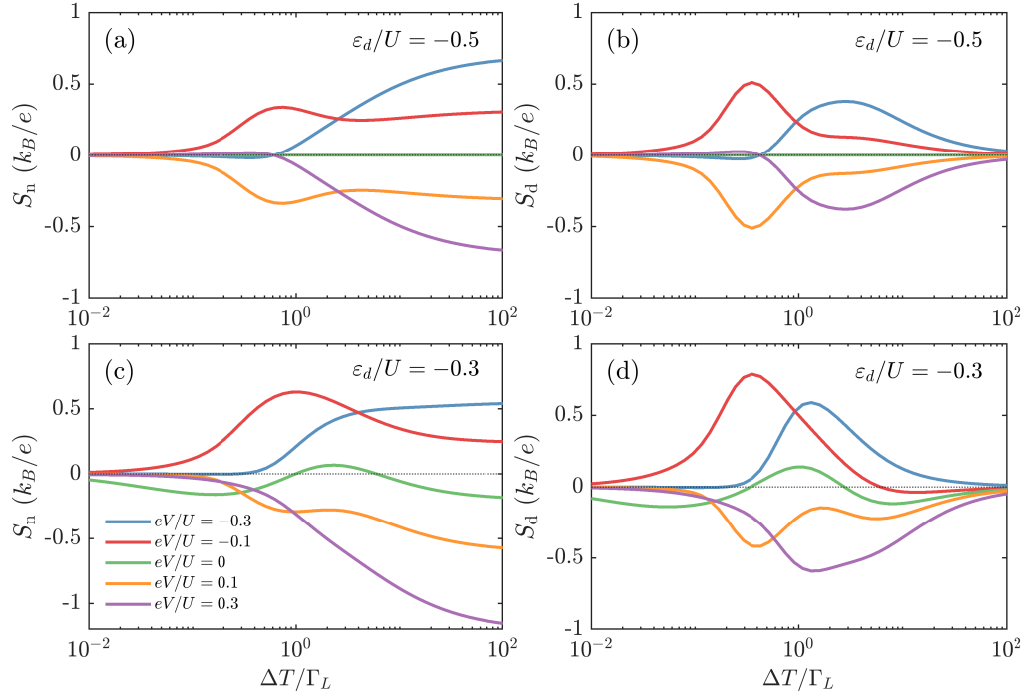 (a)
ε_d/U = −0.5
S_n (k_B/e)
1
0.5
0
-0.5
-1
10^-2
10^0
10^2
(b)
ε_d/U = −0.5
S_d (k_B/e)
1
0.5
0
-0.5
-1
10^-2
10^0
10^2
(c)
ε_d/U = −0.3
S_n (k_B/e)
1
0.5
0
-0.5
-1
eV/U = −0.3
eV/U = −0.1
eV/U = 0
eV/U = 0.1
eV/U = 0.3
10^-2
10^0
10^2
ΔT/Γ_L
(d)
ε_d/U = −0.3
S_d (k_B/e)
1
0.5
0
-0.5
-1
10^-2
10^0
10^2
ΔT/Γ_L